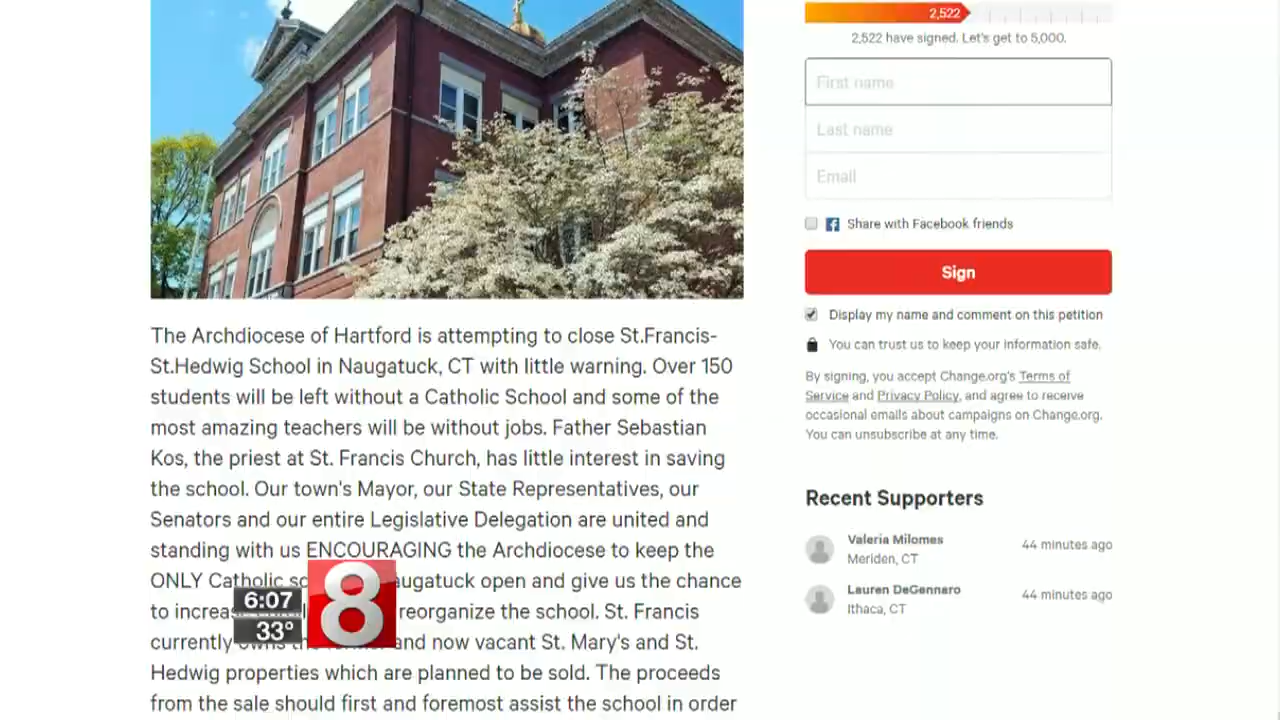 The Archdiocese of Hartford is attempting to close St.Francis-
St.Hedwig School in Naugatuck, CT with little warning. Over 150
students will be left without a Catholic School and some of the
most amazing teachers will be without jobs. Father Sebastian
Kos, the priest at St. Francis Church, has little interest in saving
the school. Our town's Mayor, our State Representatives, our
Senators and our entire Legislative Delegation are united and
standing with us ENCOURAGING the Archdiocese to keep the
ONLY Catholic augatuck open and give us the chance
to reorganize the school. St. Francis
currently and now vacant St. Mary's and St.
Hedwig properties which are planned to be sold. The proceeds
from the sale should first and foremost assist the school in order
6:07
33°
8
2,522
2,522 have signed. Let's get to 5,000.
First name
Last name
Email
Share with Facebook friends
Sign
Display my name and comment on this petition
You can trust us to keep your information safe.
By signing, you accept Change.org's Terms of
Service and Privacy Policy, and agree to receive
occasional emails about campaigns on Change.org.
You can unsubscribe at any time.
Recent Supporters
Valeria Milomes
44 minutes ago
Meriden, CT
Lauren DeGennaro
44 minutes ago
Ithaca, CT